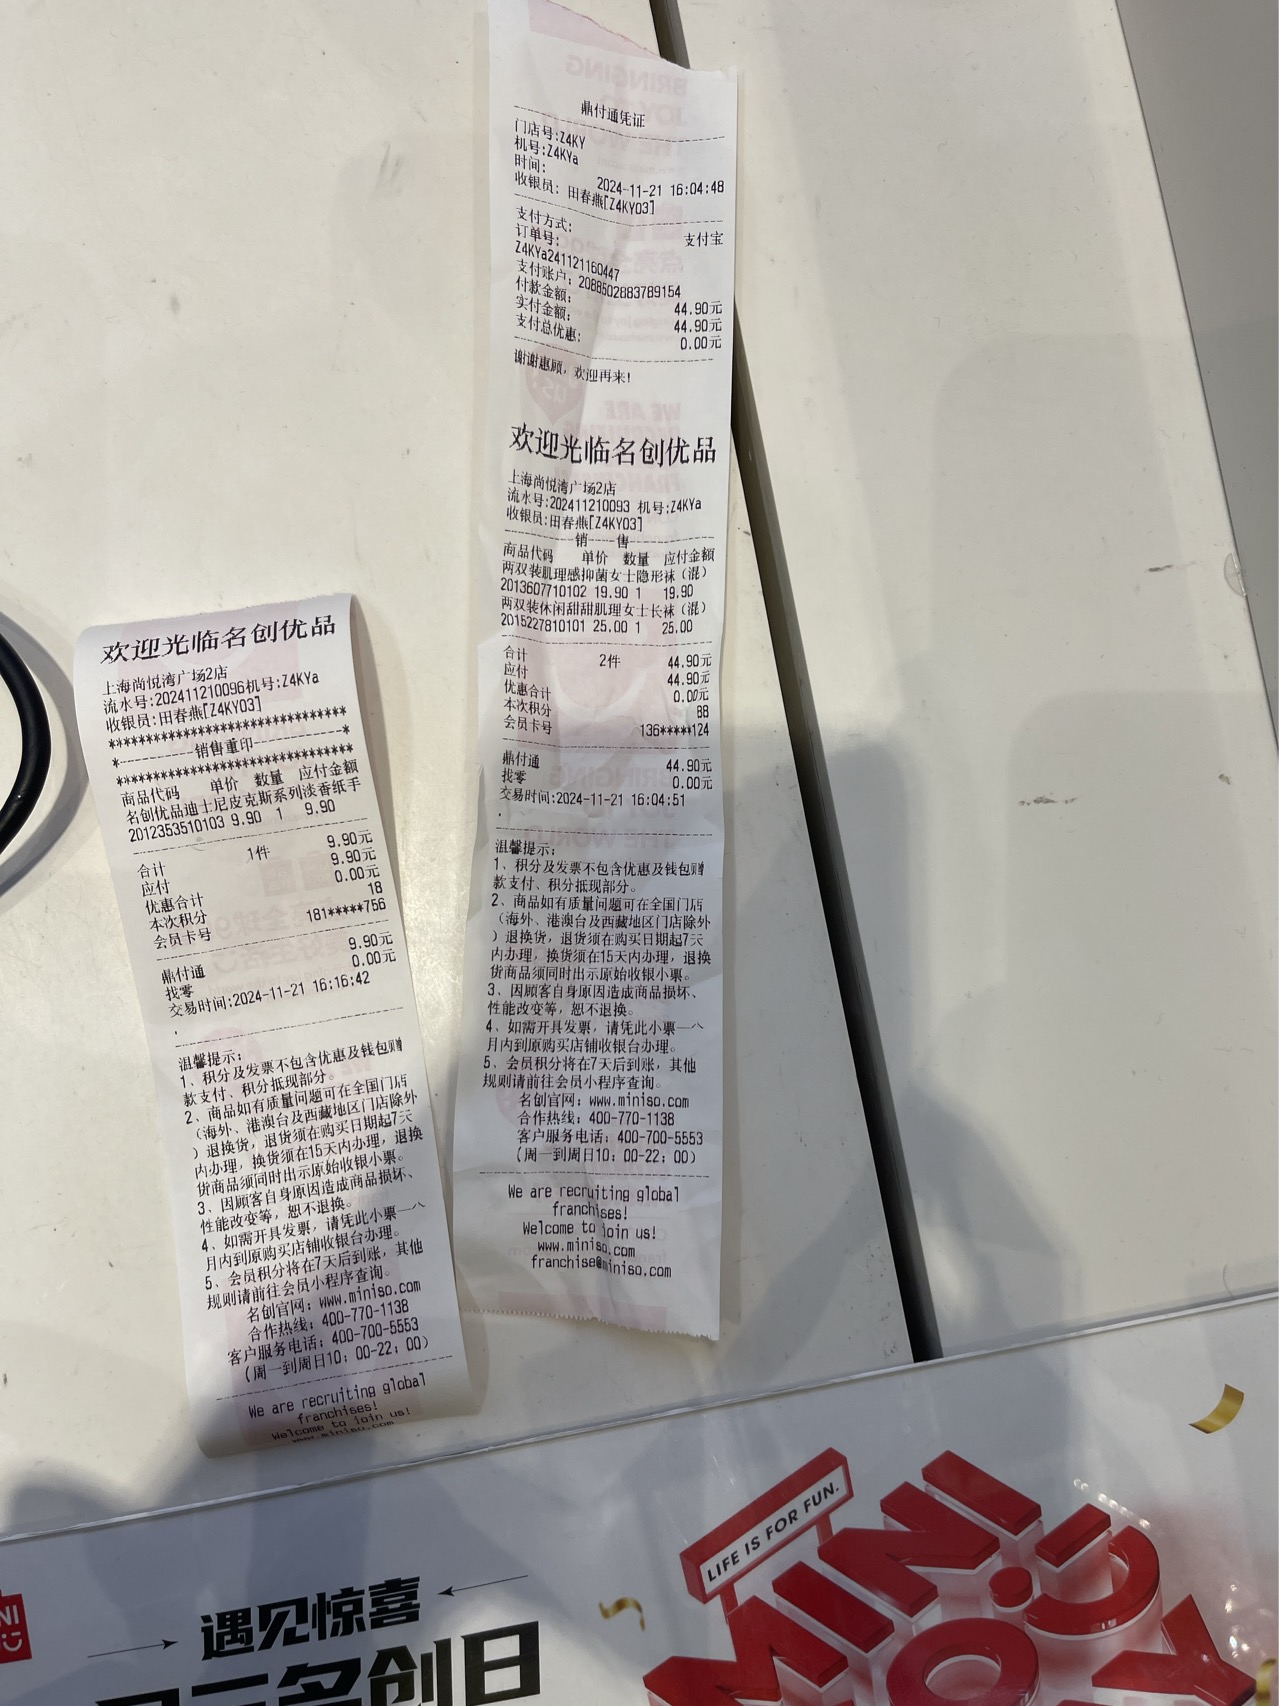 鼎付通凭证
门店号:Z4KY
机号:Z4KYa
时间: 2024-11-21 16:04:48
收银员: 田春燕[Z4KY03]
支付方式: 支付宝
订单号:
Z4KYa241121160447
支付账户: 2088502883789154
付款金额: 44.90元
实付金额: 44.90元
支付总优惠: 0.00元
谢谢惠顾,欢迎再来!
欢迎光临名创优品
上海尚悦湾广场2店
流水号:202411210093 机号:Z4KYa
收银员:田春燕[Z4KY03]
销 售
商品代码 单价 数量 应付金额
两双装肌理感抑菌女士隐形袜(混)
2013607710102 19.90 1 19.90
两双装休闲甜甜肌理女士长袜(混)
2015227810101 25.00 1 25.00
合计 2件 44.90元
应付 44.90元
优惠合计 0.00元
本次积分 88
会员卡号 136*****124
鼎付通 44.90元
找零 0.00元
交易时间:2024-11-21 16:04:51
.
温馨提示:
1、积分及发票不包含优惠及钱包赠
款支付、积分抵现部分。
2、商品如有质量问题可在全国门店
(海外、港澳台及西藏地区门店除外
)退换货,退货须在购买日期起7天
内办理,换货须在15天内办理,退换
货商品须同时出示原始收银小票。
3、因顾客自身原因造成商品损坏、
性能改变等,恕不退换。
4、如需开具发票,请凭此小票一个
月内到原购买店铺收银台办理。
5、会员积分将在7天后到账,其他
规则请前往会员小程序查询。
名创官网: www.miniso.com
合作热线: 400-770-1138
客户服务电话: 400-700-5553
(周一到周日10: 00-22: 00)
We are recruiting global
franchises!
Welcome to join us!
www.miniso.com
franchise@miniso.com
欢迎光临名创优品
上海尚悦湾广场2店
流水号:202411210096机号:Z4KYa
收银员:田春燕[Z4KY03]
**********************************
*-----------销售重印-----------*
**********************************
商品代码 单价 数量 应付金额
名创优品迪士尼皮克斯系列淡香纸手
2012353510103 9.90 1 9.90
合计 1件 9.90元
应付 9.90元
优惠合计 0.00元
本次积分 18
会员卡号 181*****756
鼎付通 9.90元
找零 0.00元
交易时间:2024-11-21 16:16:42
.
温馨提示:
1、积分及发票不包含优惠及钱包赠
款支付、积分抵现部分。
2、商品如有质量问题可在全国门店
(海外、港澳台及西藏地区门店除外
)退换货,退货须在购买日期起7天
内办理,换货须在15天内办理,退换
货商品须同时出示原始收银小票。
3、因顾客自身原因造成商品损坏、
性能改变等,恕不退换。
4、如需开具发票,请凭此小票一个
月内到原购买店铺收银台办理。
5、会员积分将在7天后到账,其他
规则请前往会员小程序查询。
名创官网: www.miniso.com
合作热线: 400-770-1138
客户服务电话: 400-700-5553
(周一到周日10: 00-22: 00)
We are recruiting global
franchises!
Welcome to join us!
www.miniso.com
LIFE IS FOR FUN.
MINI
遇见惊喜
名创日